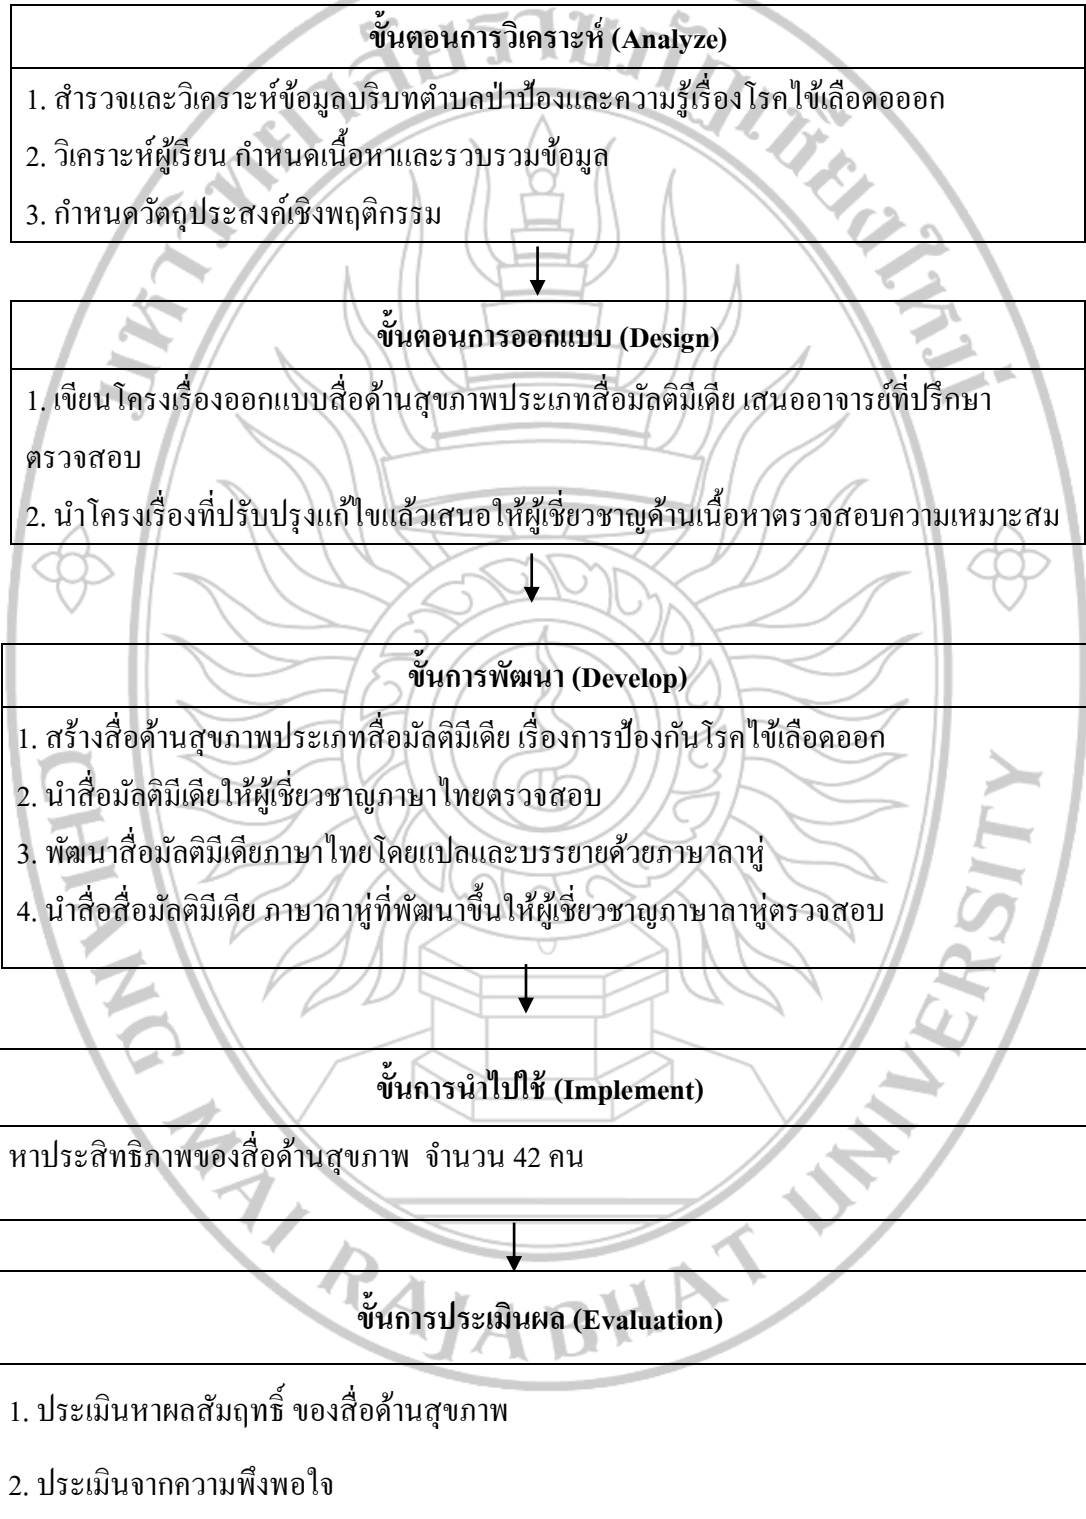 ขั้นตอนการวิเคราะห์ (Analyze)
1. สำรวจและวิเคราะห์ข้อมูลบริบทตำบลป่าป้องและความรู้เรื่องโรคไข้เลือดอออก
2. วิเคราะห์ผู้เรียน กำหนดเนื้อหาและรวบรวมข้อมูล
3. กำหนดวัตถุประสงค์เชิงพฤติกรรม
ขั้นตอนการออกแบบ (Design)
1. เขียนโครงเรื่องออกแบบสื่อด้านสุขภาพประเภทสื่อมัลติมีเดีย เสนออาจารย์ที่ปรึกษา
ตรวจสอบ
2. นำโครงเรื่องที่ปรับปรุงแก้ไขแล้วเสนอให้ผู้เชี่ยวชาญด้านเนื้อหาตรวจสอบความเหมาะสม
ขั้นการพัฒนา (Develop)
1. สร้างสื่อด้านสุขภาพประเภทสื่อมัลติมีเดีย เรื่องการป้องกันโรคไข้เลือดออก
2. นำสื่อมัลติมีเดียให้ผู้เชี่ยวชาญภาษาไทยตรวจสอบ
3. พัฒนาสื่อมัลติมีเดียภาษาไทยโดยแปลและบรรยายด้วยภาษาลาหู่
4. นำสื่อสื่อมัลติมีเดีย ภาษาลาหู่ที่พัฒนาขึ้นให้ผู้เชี่ยวชาญภาษาลาหู่ตรวจสอบ
ขั้นการนำไปใช้ (Implement)
หาประสิทธิภาพของสื่อด้านสุขภาพ จำนวน 42 คน
ขั้นการประเมินผล (Evaluation)
1. ประเมินหาผลสัมฤทธิ์ ของสื่อด้านสุขภาพ
2. ประเมินจากความพึงพอใจ
มหาวิทยาลัยราชภัฏเชียงใหม่
CHIANG MAI RAJABHAT UNIVERSITY